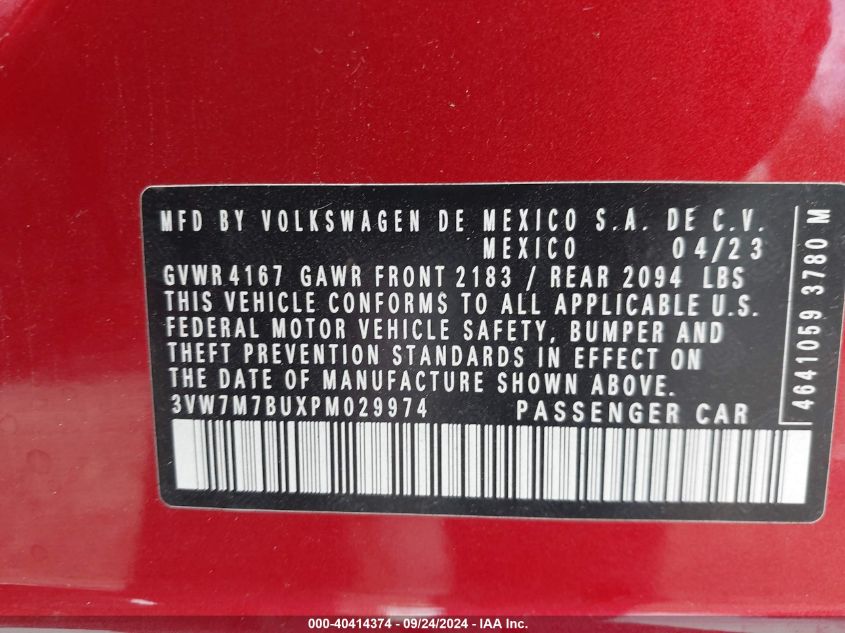 MFD BY VOLKSWAGEN DE MEXICO S.A. DE C.V.
MEXICO 04/23
GVWR 4167 GAWR FRONT 2183 / REAR 2094 LBS
THIS VEHICLE CONFORMS TO ALL APPLICABLE U.S.
FEDERAL MOTOR VEHICLE SAFETY, BUMPER AND
THEFT PREVENTION STANDARDS IN EFFECT ON
THE DATE OF MANUFACTURE SHOWN ABOVE.
3VW7M7BUXPM029974 PASSENGER CAR
4641059 3780 M
000-40414374 - 09/24/2024 - IAA Inc.